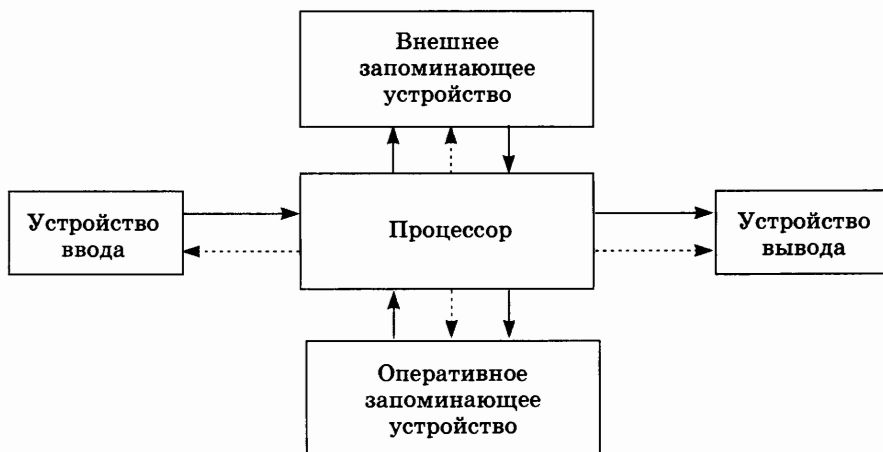 Внешнее
запоминающее
устройство
Устройство
ввода
Процессор
Устройство
вывода
Оперативное
запоминающее
устройство